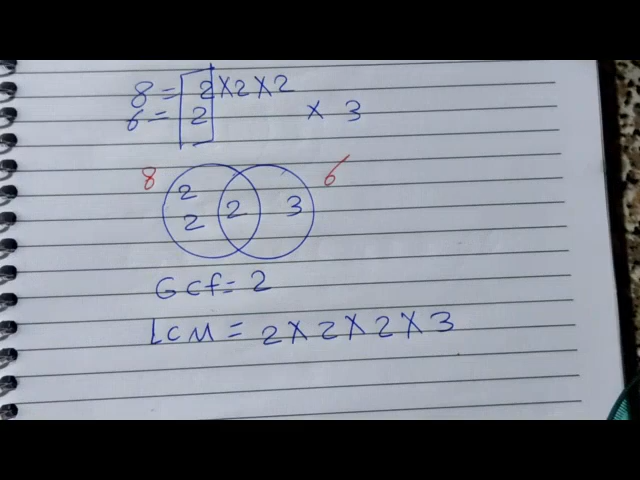 8 = 2 × 2 × 2
6 = 2 × 3
8 6
2
2 2 3
GCf = 2
LCM = 2 × 2 × 2 × 3